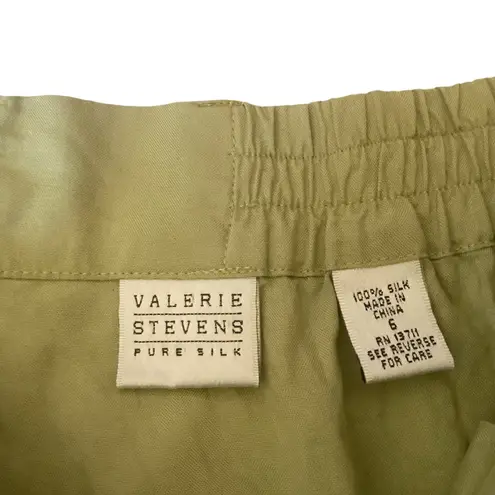 VALERIE
STEVENS
PURE SILK
100% SILK
MADE IN
CHINA
6
RN 13711
SEE REVERSE
FOR CARE